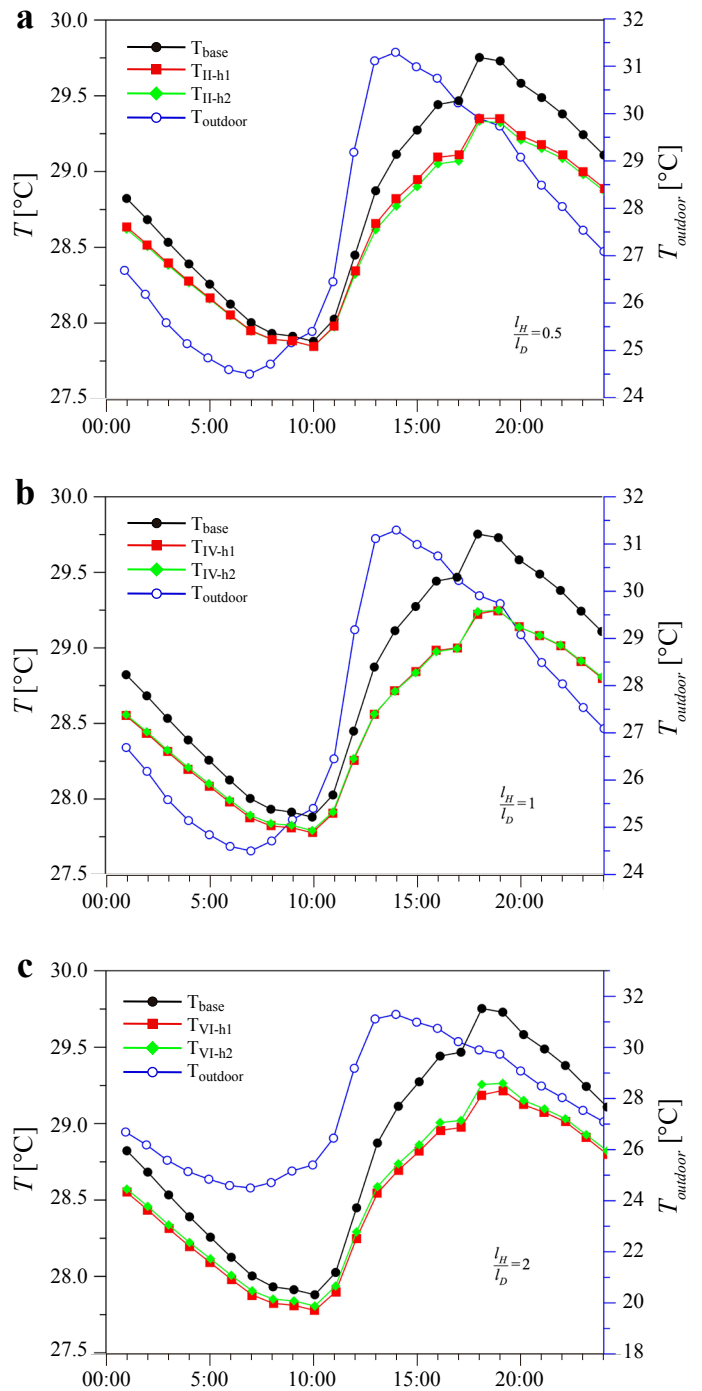 a
30.0
29.5
29.0
28.5
28.0
27.5
T [°C]
T_base
T_II-h1
T_II-h2
T_outdoor
32
31
30
29
28
27
26
25
24
T_outdoor [°C]
l_H/l_D=0.5
00:00 5:00 10:00 15:00 20:00
b
30.0
29.5
29.0
28.5
28.0
27.5
T [°C]
T_base
T_IV-h1
T_IV-h2
T_outdoor
32
31
30
29
28
27
26
25
24
T_outdoor [°C]
l_H/l_D=1
00:00 5:00 10:00 15:00 20:00
c
30.0
29.5
29.0
28.5
28.0
27.5
T [°C]
T_base
T_VI-h1
T_VI-h2
T_outdoor
32
30
28
26
24
22
20
18
T_outdoor [°C]
l_H/l_D=2
00:00 5:00 10:00 15:00 20:00